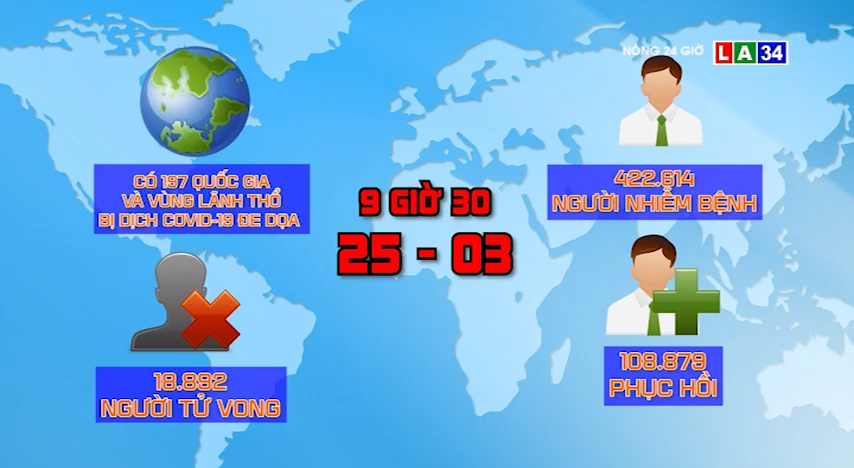 NÓNG 24 GIỜ LA34
CÓ 197 QUỐC GIA
VÀ VÙNG LÃNH THỔ
BỊ DỊCH COVID-19 ĐE DỌA
422.614
NGƯỜI NHIỄM BỆNH
9 GIỜ 30
25 - 03
18.892
NGƯỜI TỬ VONG
108.879
PHỤC HỒI